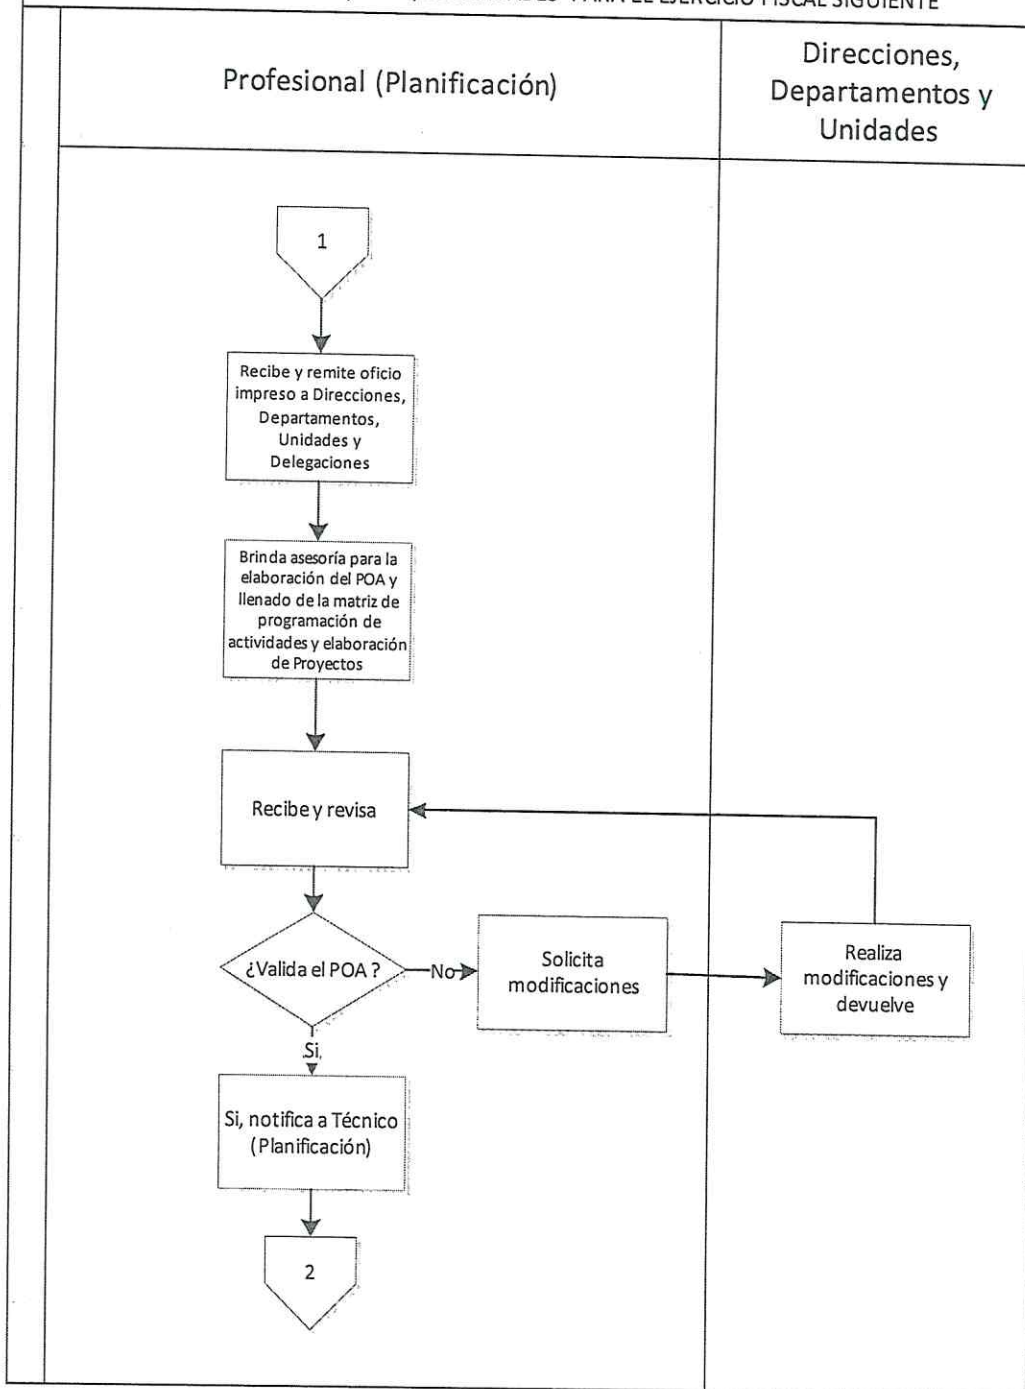 PARA EL EJERCICIO FISCAL SIGUIENTE
Profesional (Planificación)
Direcciones,
Departamentos y
Unidades
1
Recibe y remite oficio
impreso a Direcciones,
Departamentos,
Unidades y
Delegaciones
Brinda asesoría para la
elaboración del POA y
llenado de la matriz de
programación de
actividades y elaboración
de Proyectos
Recibe y revisa
¿Valida el POA ?
No
Solicita
modificaciones
Realiza
modificaciones y
devuelve
Si
Si, notifica a Técnico
(Planificación)
2